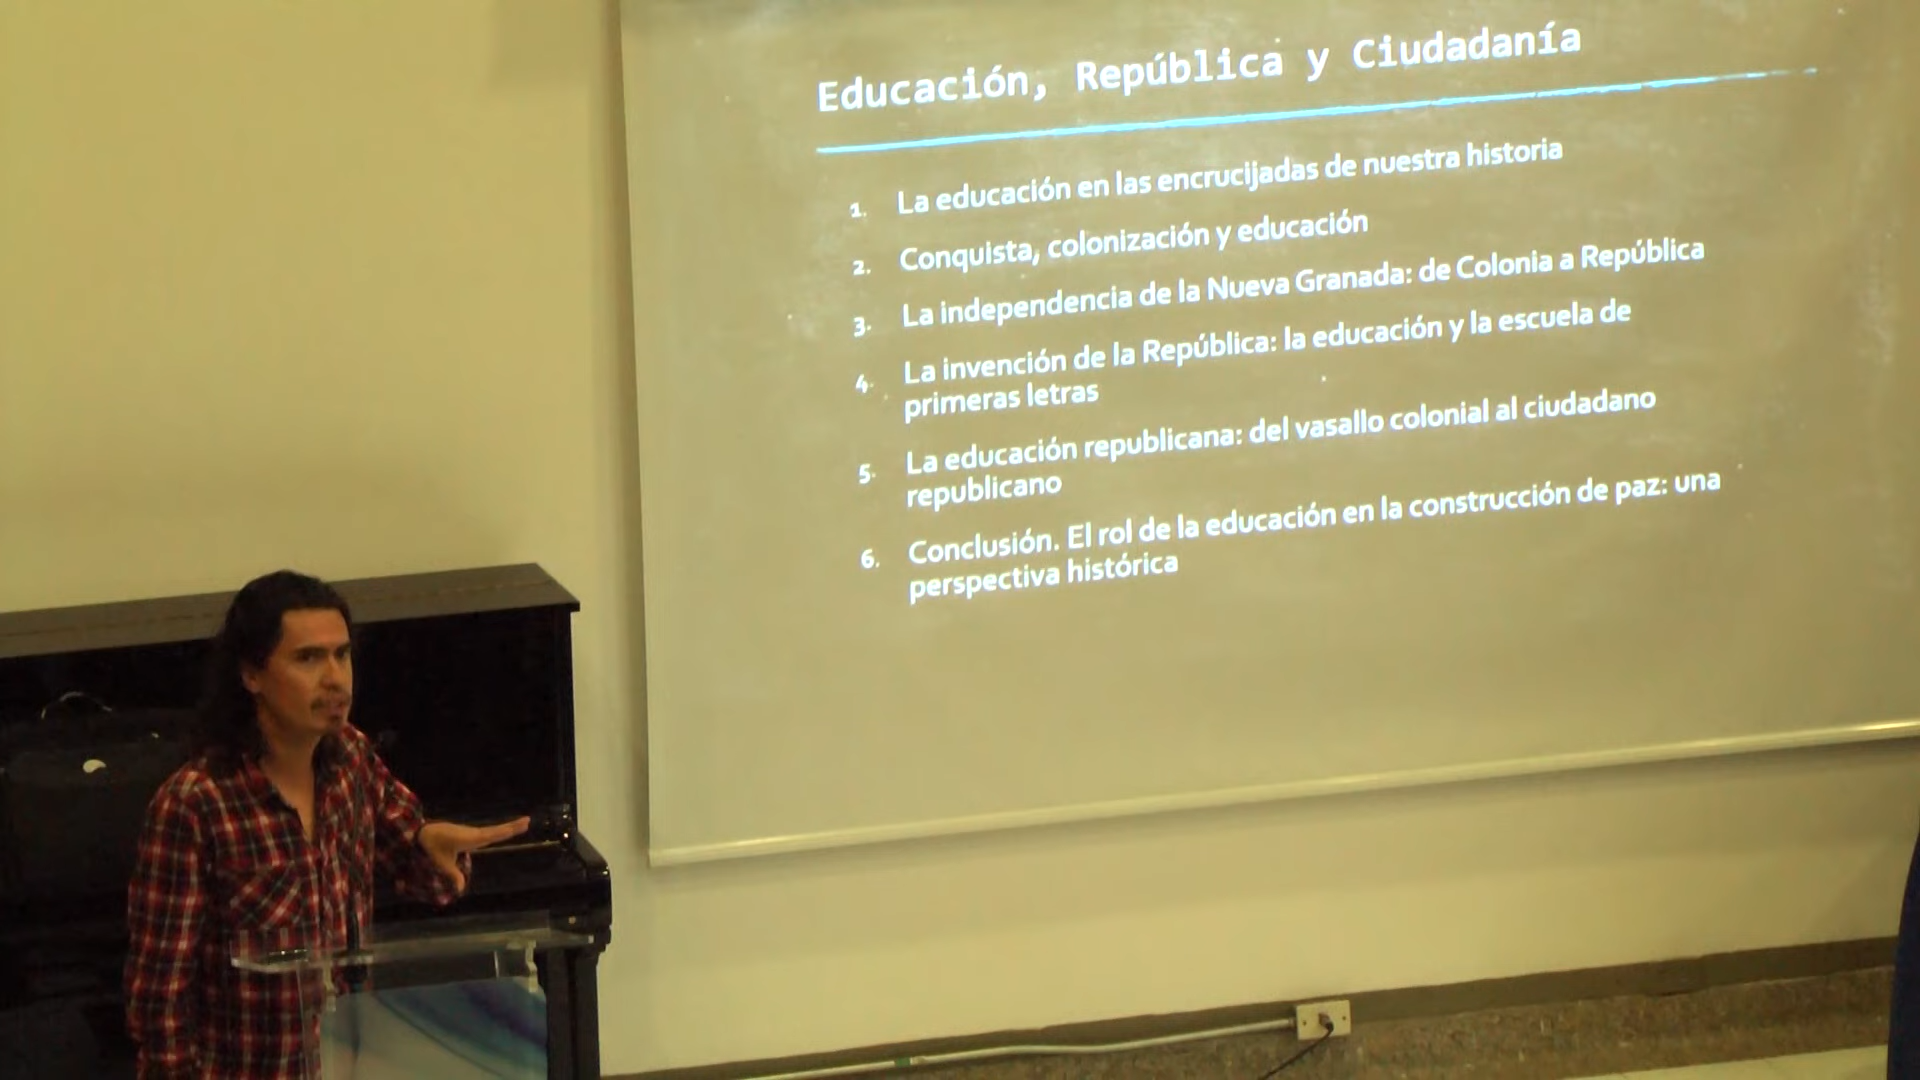 Educación, República y Ciudadanía
1. La educación en las encrucijadas de nuestra historia
2. Conquista, colonización y educación
3. La independencia de la Nueva Granada: de Colonia a República
4. La invención de la República: la educación y la escuela de
primeras letras
5. La educación republicana: del vasallo colonial al ciudadano
republicano
6. Conclusión. El rol de la educación en la construcción de paz: una
perspectiva histórica